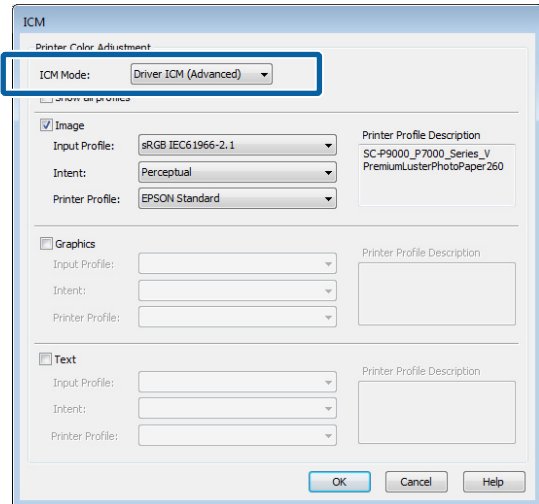 ICM
Printer Color Adjustment
ICM Mode: Driver ICM (Advanced)
Show all profiles
Image
Input Profile: sRGB IEC61966-2.1
Intent: Perceptual
Printer Profile: EPSON Standard
Printer Profile Description
SC-P9000_P7000_Series_V
PremiumLusterPhotoPaper260
Graphics
Input Profile:
Intent:
Printer Profile:
Printer Profile Description
Text
Input Profile:
Intent:
Printer Profile:
Printer Profile Description
OK Cancel Help